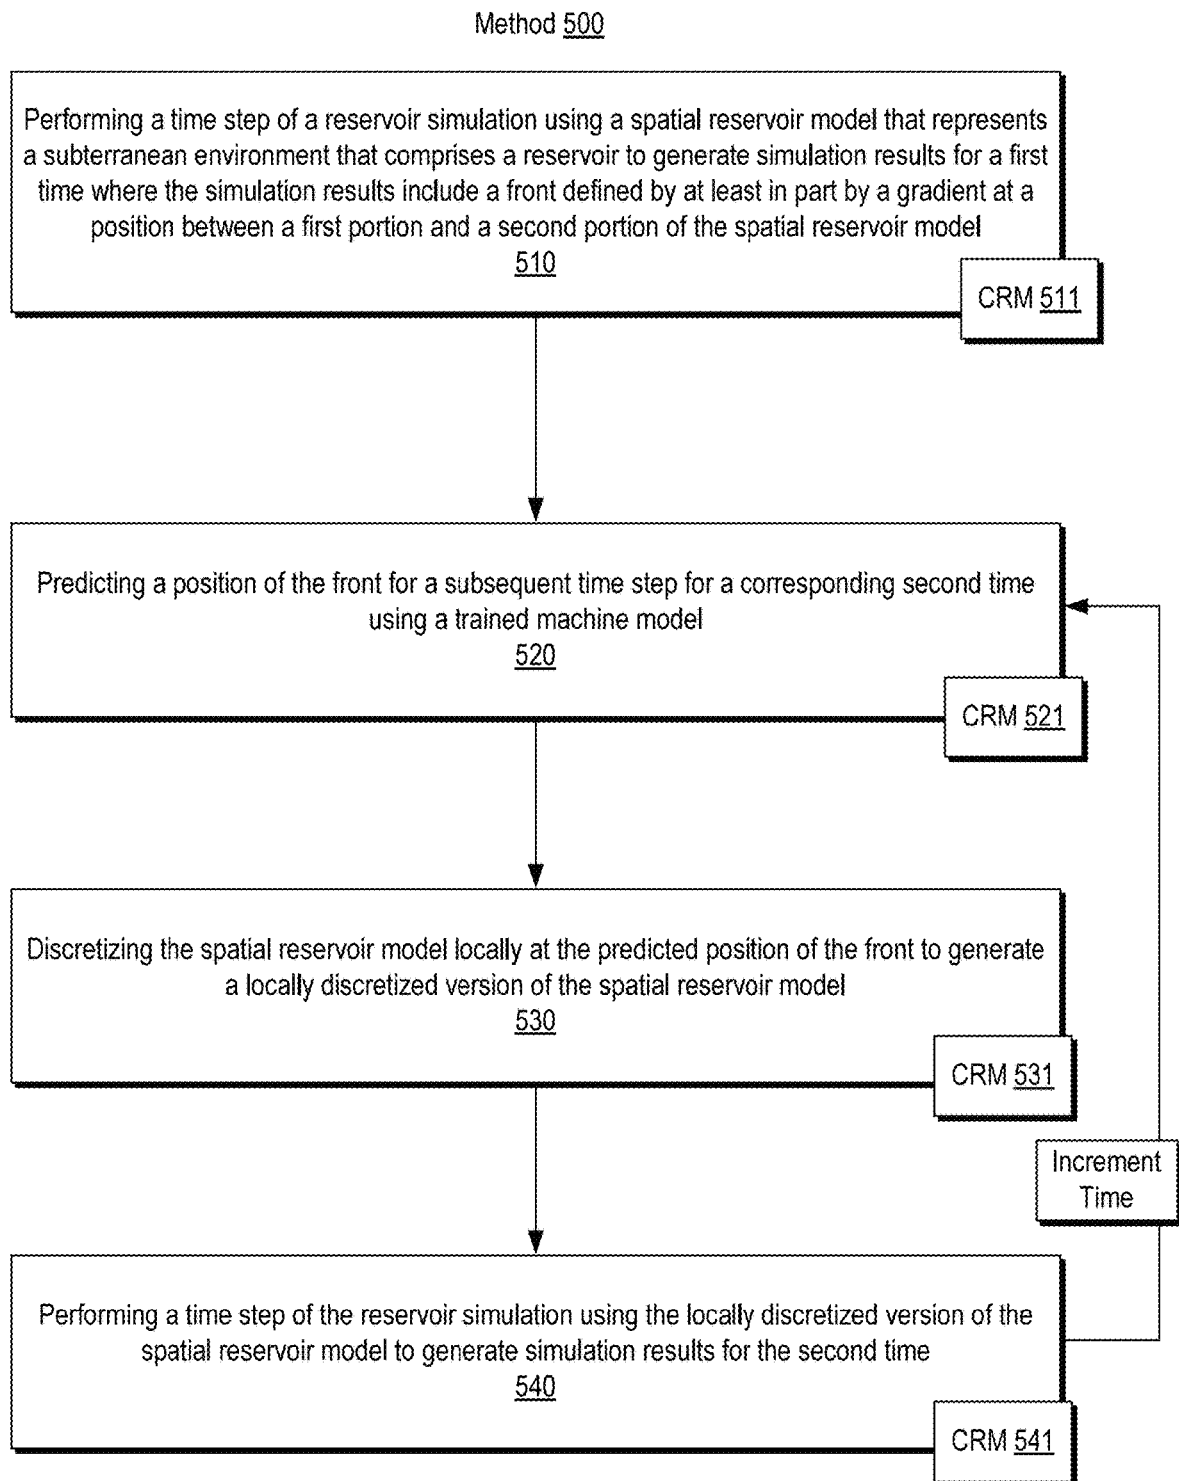 Method 500
Performing a time step of a reservoir simulation using a spatial reservoir model that represents
a subterranean environment that comprises a reservoir to generate simulation results for a first
time where the simulation results include a front defined by at least in part by a gradient at a
position between a first portion and a second portion of the spatial reservoir model
510
CRM 511
Predicting a position of the front for a subsequent time step for a corresponding second time
using a trained machine model
520
CRM 521
Discretizing the spatial reservoir model locally at the predicted position of the front to generate
a locally discretized version of the spatial reservoir model
530
CRM 531
Increment
Time
Performing a time step of the reservoir simulation using the locally discretized version of the
spatial reservoir model to generate simulation results for the second time
540
CRM 541